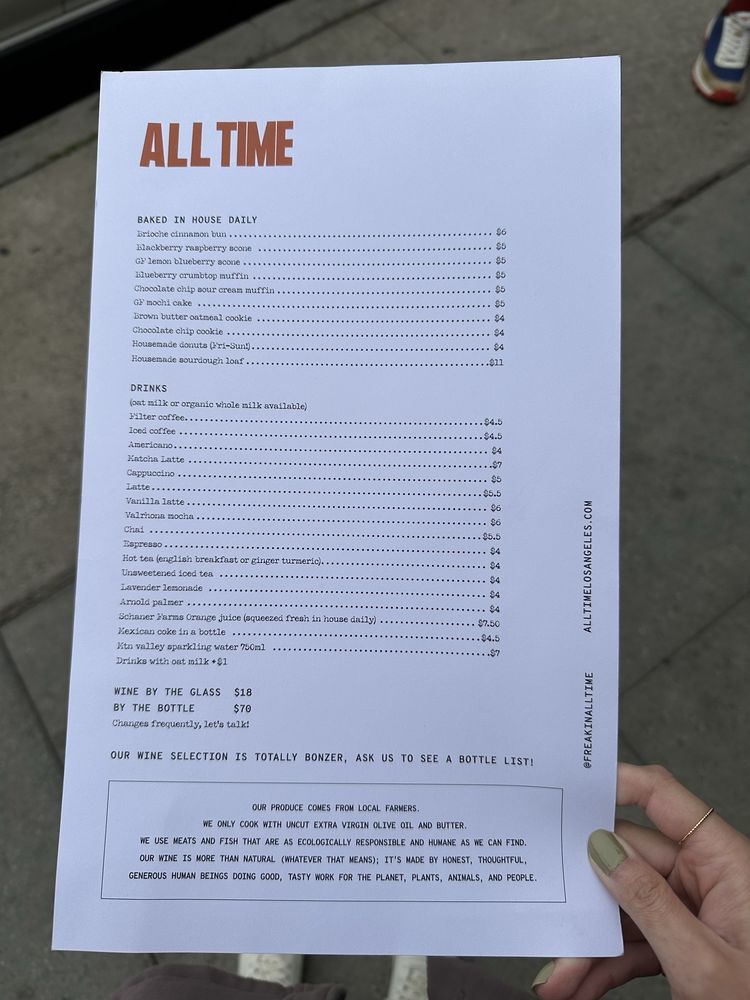 ALL TIME
BAKED IN HOUSE DAILY
Brioche cinnamon bun ........ $6
Blackberry raspberry scone ........ $5
GF lemon blueberry scone ........ $5
Blueberry crumbtop muffin ........ $5
Chocolate chip sour cream muffin ........ $5
GF mochi cake ........ $5
Brown butter oatmeal cookie ........ $4
Chocolate chip cookie ........ $4
Housemade donuts (Fri-Sun!) ........ $4
Housemade sourdough loaf ........ $11
DRINKS
(oat milk or organic whole milk available)
Filter coffee ........ $4.5
Iced coffee ........ $4.5
Americano ........ $4
Matcha Latte ........ $7
Cappuccino ........ $5
Latte ........ $5.5
Vanilla latte ........ $6
Valrhona mocha ........ $6
Chai ........ $5.5
Espresso ........ $4
Hot tea (english breakfast or ginger turmeric) ........ $4
Unsweetened iced tea ........ $4
Lavender lemonade ........ $4
Arnold palmer ........ $4
Schaner Farms Orange juice (squeezed fresh in house daily) ........ $7.50
Mexican coke in a bottle ........ $4.5
Mtn valley sparkling water 750ml ........ $7
Drinks with oat milk +$1
WINE BY THE GLASS $18
BY THE BOTTLE $70
Changes frequently, let's talk!
OUR WINE SELECTION IS TOTALLY BONZER, ASK US TO SEE A BOTTLE LIST!
OUR PRODUCE COMES FROM LOCAL FARMERS.
WE ONLY COOK WITH UNCUT EXTRA VIRGIN OLIVE OIL AND BUTTER.
WE USE MEATS AND FISH THAT ARE AS ECOLOGICALLY RESPONSIBLE AND HUMANE AS WE CAN FIND.
OUR WINE IS MORE THAN NATURAL (WHATEVER THAT MEANS); IT'S MADE BY HONEST, THOUGHTFUL,
GENEROUS HUMAN BEINGS DOING GOOD, TASTY WORK FOR THE PLANET, PLANTS, ANIMALS, AND PEOPLE.
@FREAKINALLTIME
ALLTIMELOSANGELES.COM